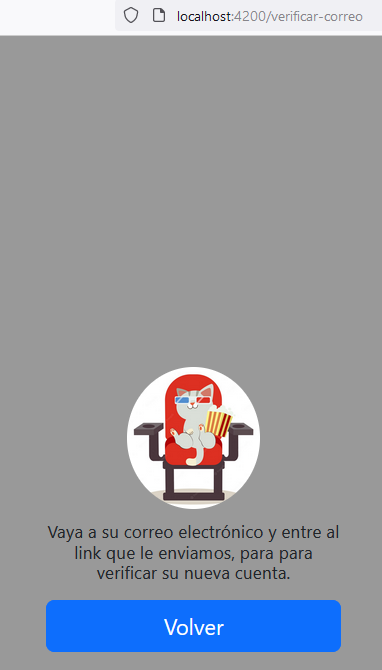 localhost:4200/verificar-correo
Vaya a su correo electrónico y entre al
link que le enviamos, para para
verificar su nueva cuenta.
Volver